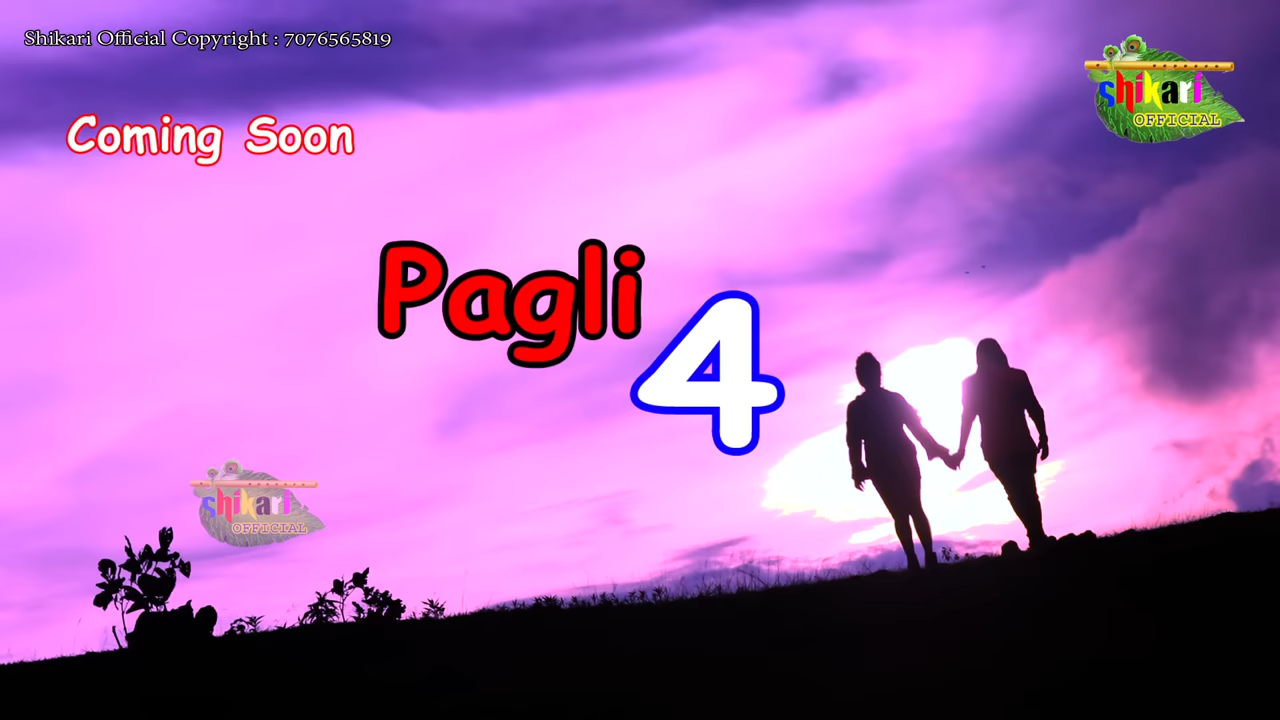 Shikari Official Copyright : 7076565819
shikari
OFFICIAL
Coming Soon
Pagli
4
shikari
OFFICIAL